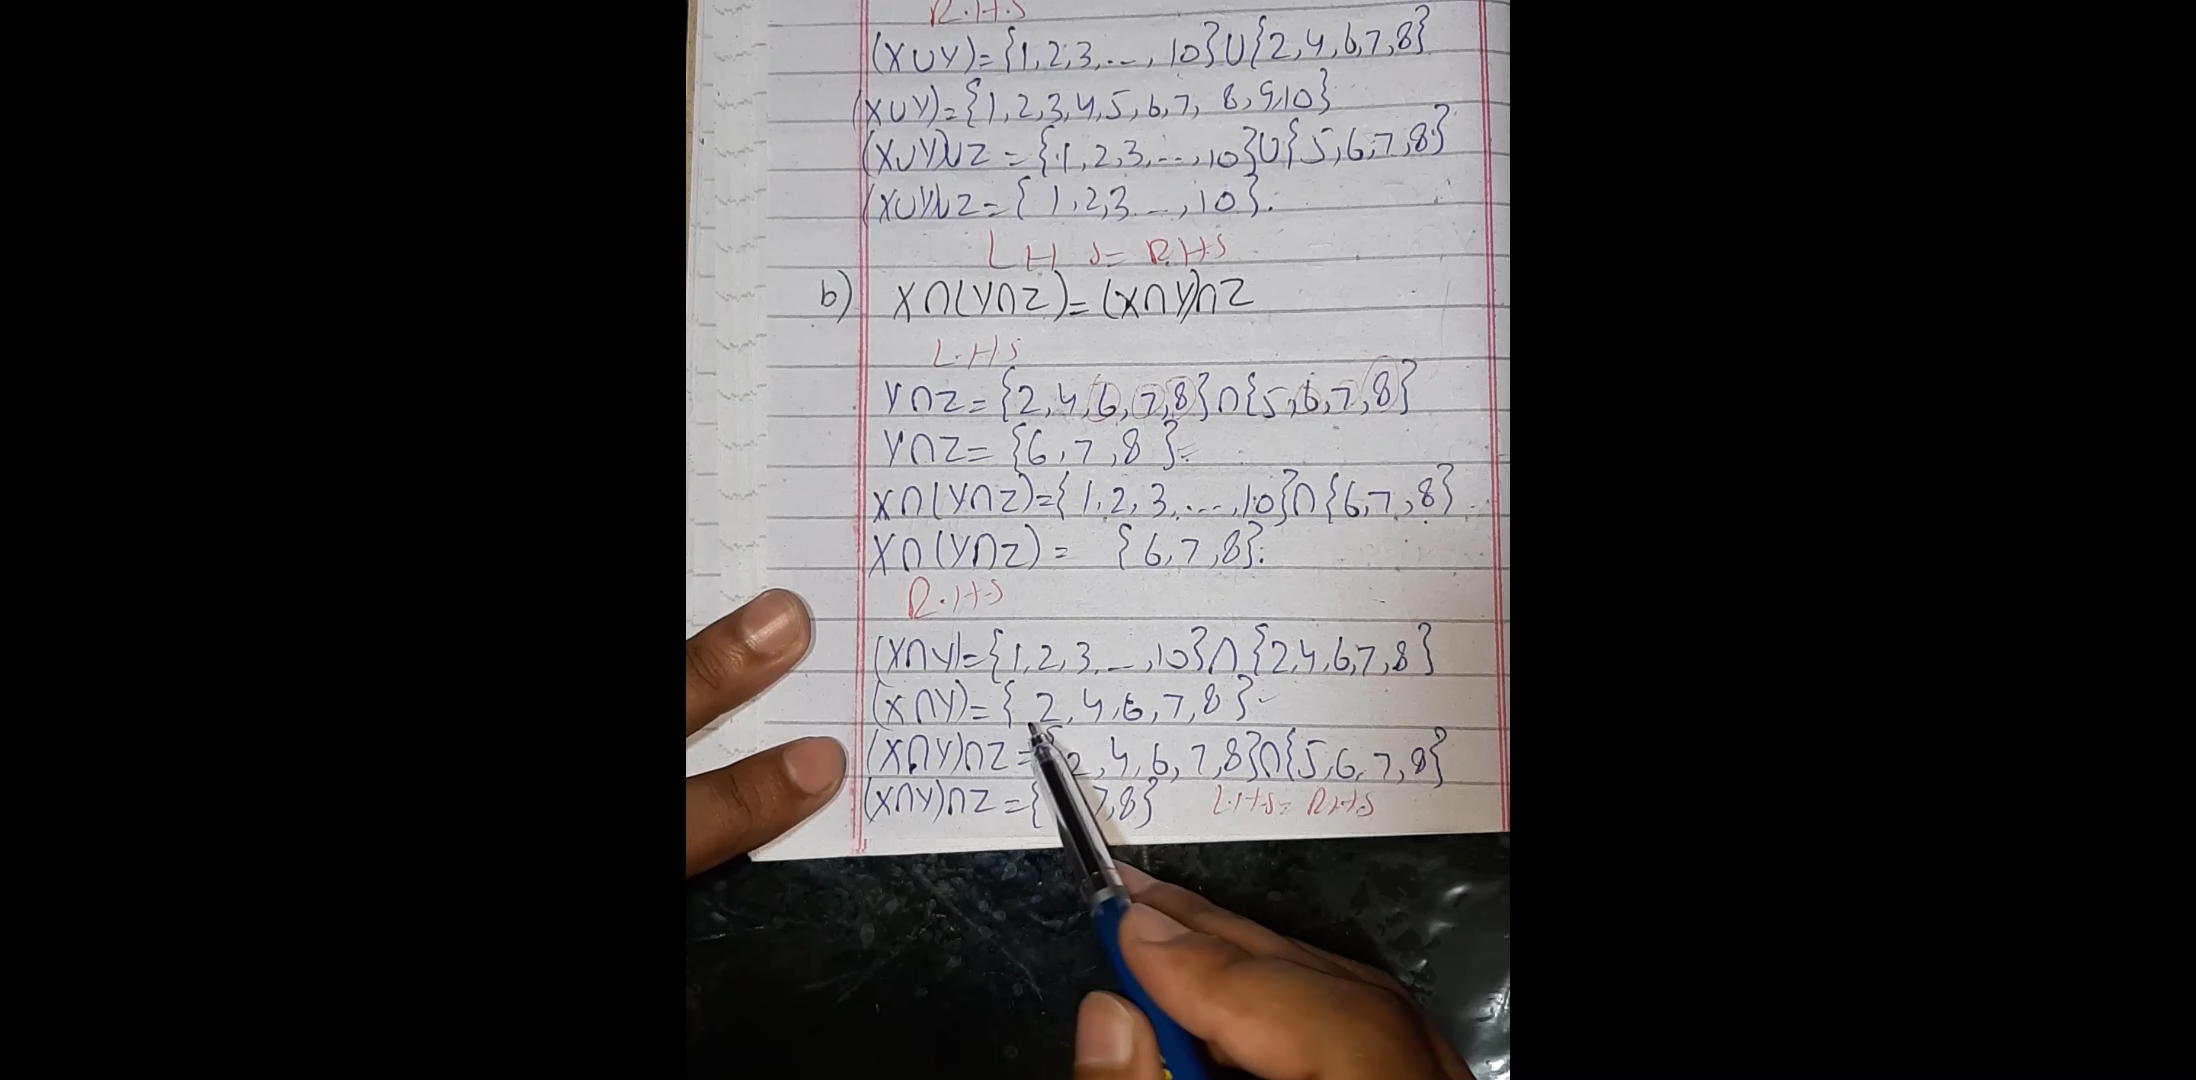 R.H.S
(X∪Y)={1,2,3,...,10}∪{2,4,6,7,8}
(X∪Y)={1,2,3,4,5,6,7,8,9,10}
(X∪Y)∪Z={1,2,3,...,10}∪{5,6,7,8}
(X∪Y)∪Z={1,2,3...,10}.
LHS=RHS
b) X∩(Y∩Z)=(X∩Y)∩Z
L.H.S
Y∩Z={2,4,6,7,8}∩{5,6,7,8}
Y∩Z={6,7,8}
X∩(Y∩Z)={1,2,3,...,10}∩{6,7,8}
X∩(Y∩Z)={6,7,8}.
R.H.S
(X∩Y)={1,2,3,...,10}∩{2,4,6,7,8}
(X∩Y)={2,4,6,7,8}
(X∩Y)∩Z=2,4,6,7,8}∩{5,6,7,8}
(X∩Y)∩Z={7,8} L.H.S=R.H.S